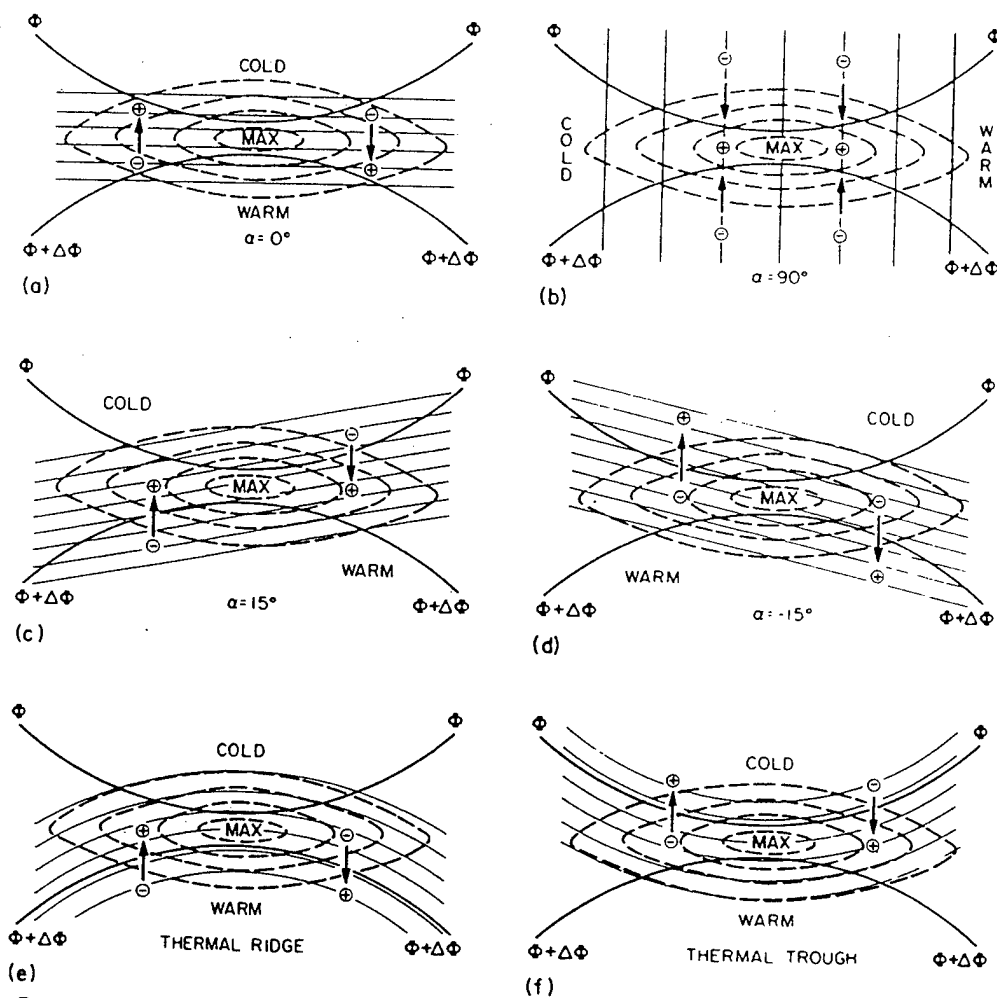 Φ Φ
COLD
⊕ ⊖
MAX
⊖ ⊕
WARM
Φ+ΔΦ α=0° Φ+ΔΦ
(a)
Φ Φ
⊖ ⊖
COLD ⊕ MAX ⊕ WARM
⊖ ⊖
Φ+ΔΦ α=90° Φ+ΔΦ
(b)
Φ Φ
COLD
⊖
⊕ MAX ⊕
⊖
WARM
Φ+ΔΦ α=15° Φ+ΔΦ
(c)
Φ Φ
⊕ COLD
⊖ MAX ⊖
WARM ⊕
Φ+ΔΦ α=-15° Φ+ΔΦ
(d)
Φ Φ
COLD
⊕ MAX ⊖
⊖ ⊕
WARM
Φ+ΔΦ THERMAL RIDGE Φ+ΔΦ
(e)
Φ Φ
COLD
⊕ ⊖
⊖ MAX ⊕
WARM
Φ+ΔΦ THERMAL TROUGH Φ+ΔΦ
(f)